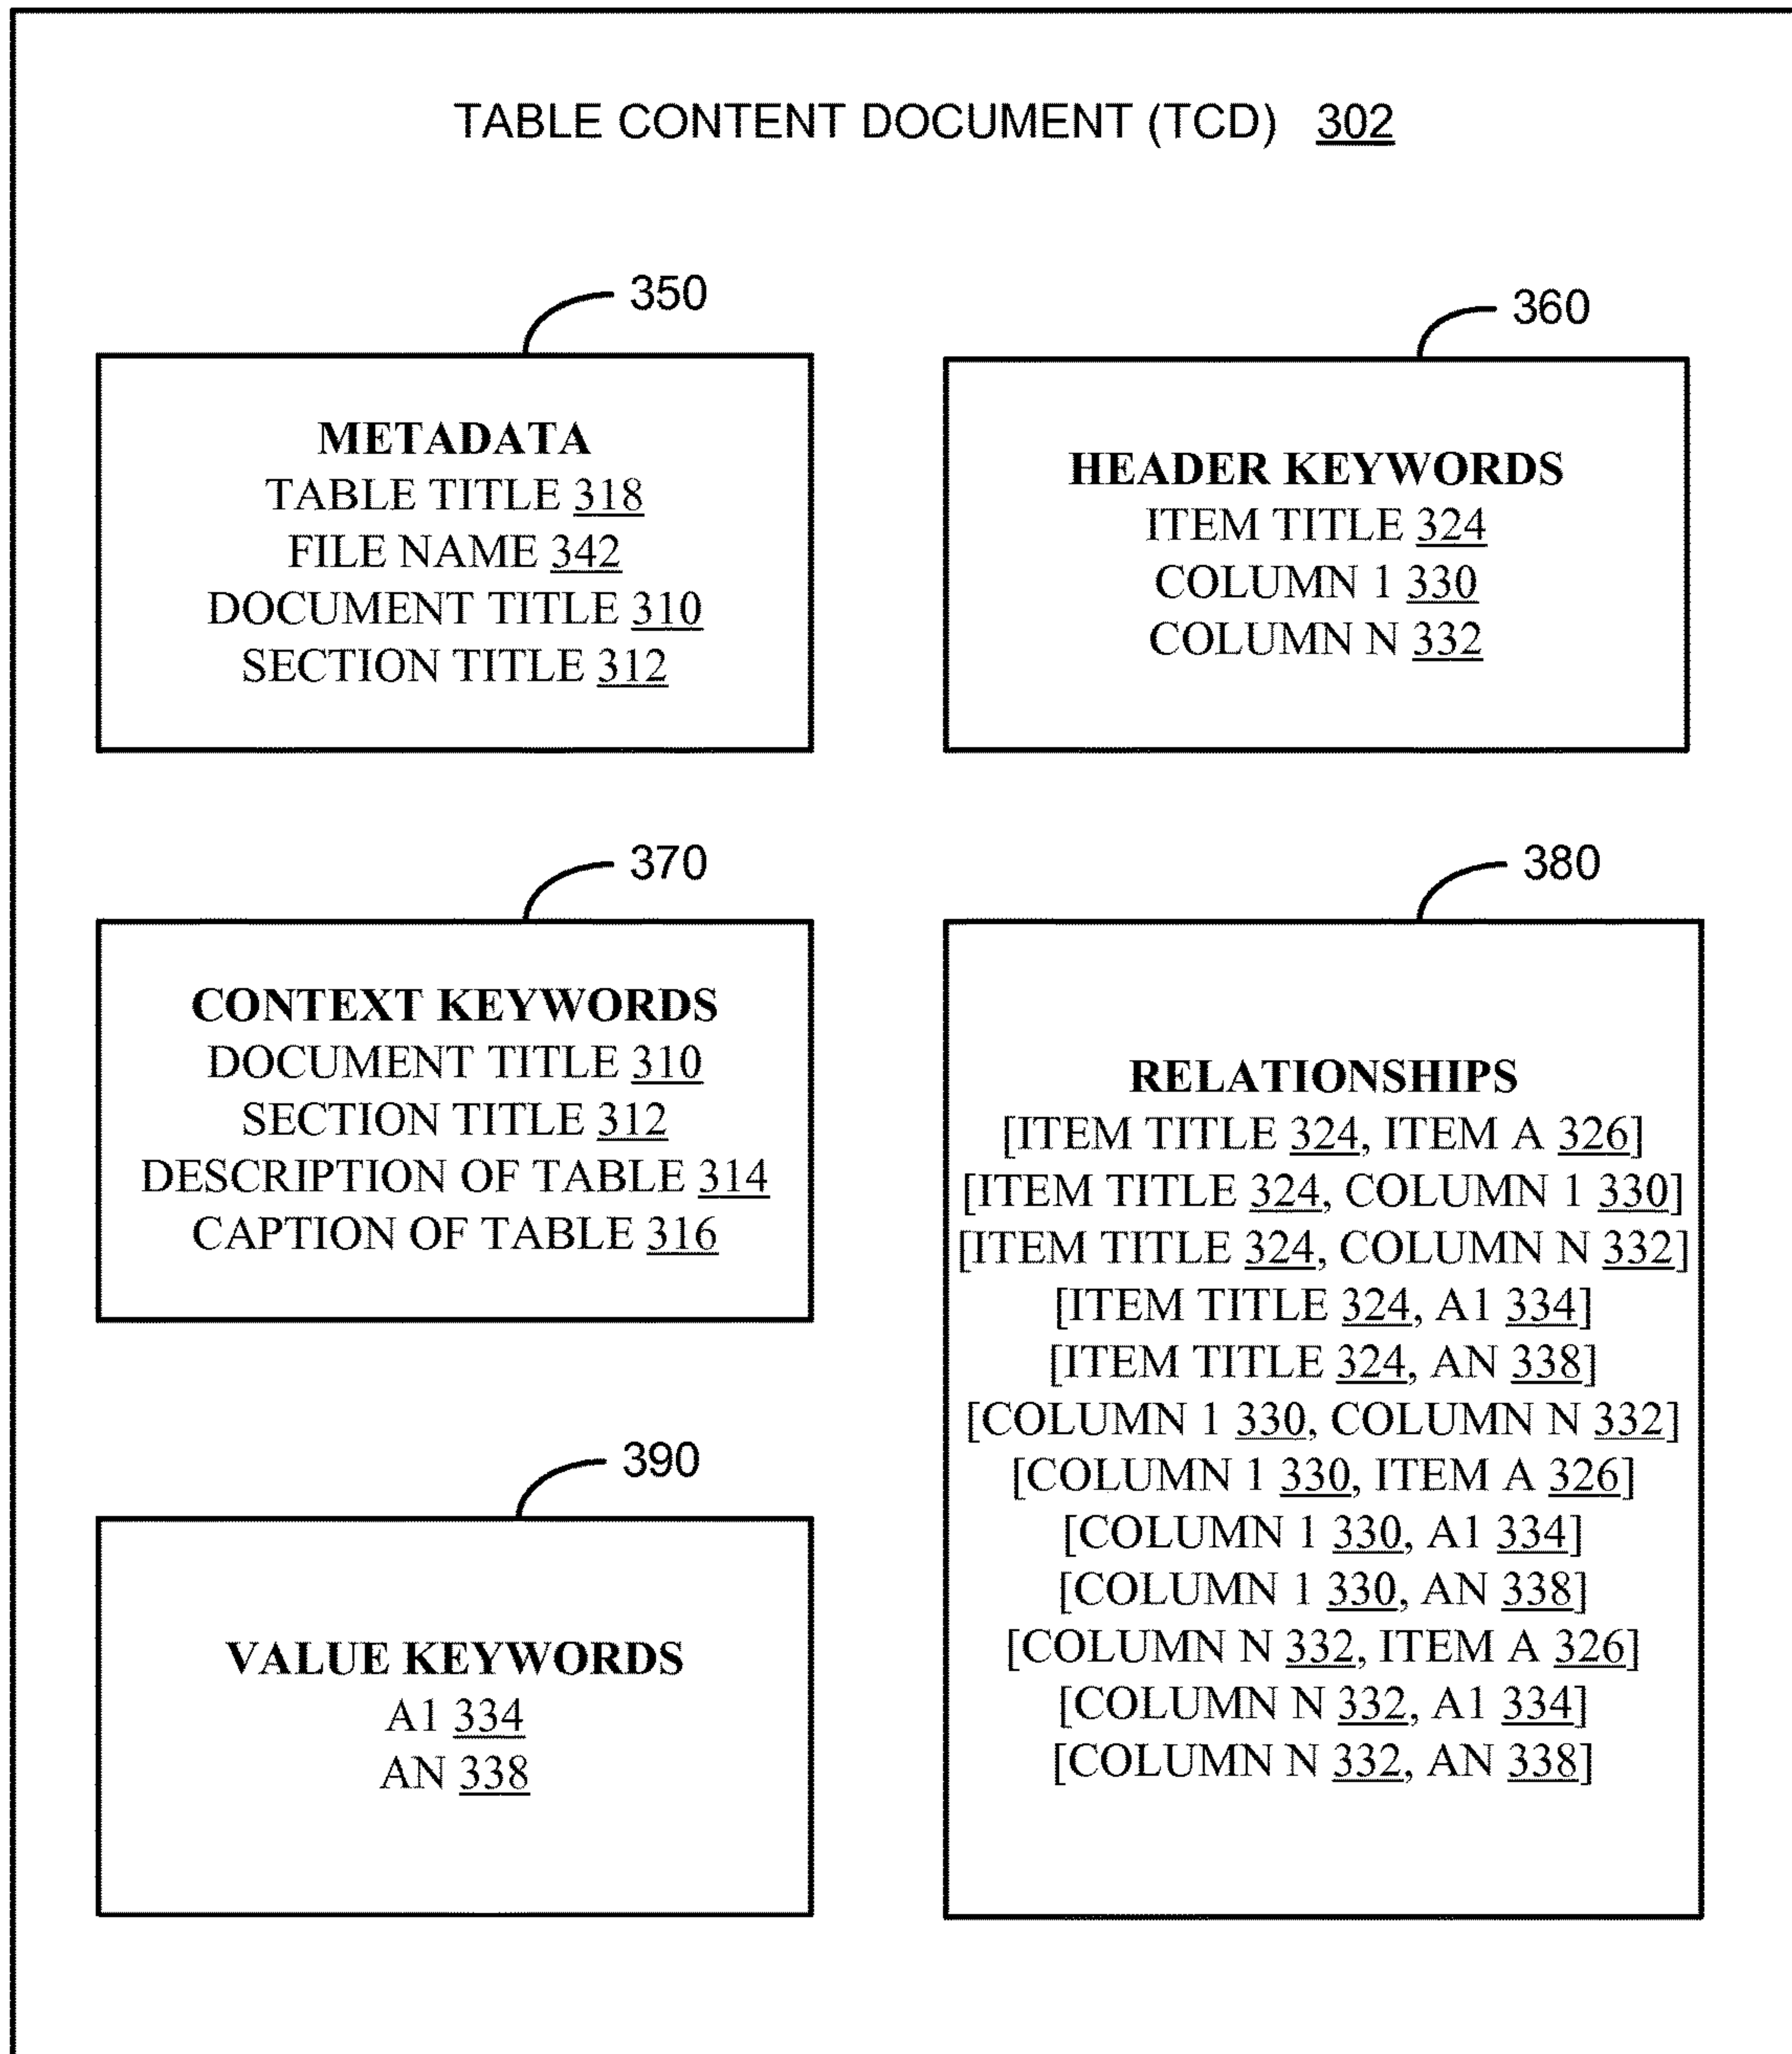 TABLE CONTENT DOCUMENT (TCD) 302
350
METADATA
TABLE TITLE 318
FILE NAME 342
DOCUMENT TITLE 310
SECTION TITLE 312
360
HEADER KEYWORDS
ITEM TITLE 324
COLUMN 1 330
COLUMN N 332
370
CONTEXT KEYWORDS
DOCUMENT TITLE 310
SECTION TITLE 312
DESCRIPTION OF TABLE 314
CAPTION OF TABLE 316
380
RELATIONSHIPS
[ITEM TITLE 324, ITEM A 326]
[ITEM TITLE 324, COLUMN 1 330]
[ITEM TITLE 324, COLUMN N 332]
[ITEM TITLE 324, A1 334]
[ITEM TITLE 324, AN 338]
[COLUMN 1 330, COLUMN N 332]
[COLUMN 1 330, ITEM A 326]
[COLUMN 1 330, A1 334]
[COLUMN 1 330, AN 338]
[COLUMN N 332, ITEM A 326]
[COLUMN N 332, A1 334]
[COLUMN N 332, AN 338]
390
VALUE KEYWORDS
A1 334
AN 338